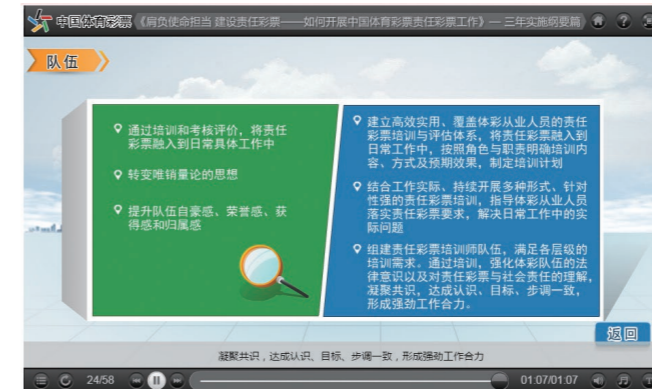 中国体育彩票《肩负使命担当 建设责任彩票——如何开展中国体育彩票责任彩票工作》— 三年实施纲要篇
队伍
通过培训和考核评价，将责任
彩票融入到日常具体工作中
转变唯销量论的思想
提升队伍自豪感、荣誉感、获
得感和归属感
建立高效实用、覆盖体彩从业人员的责任
彩票培训与评估体系，将责任彩票融入到
日常工作中，按照角色与职责明确培训内
容、方式及预期效果，制定培训计划
结合工作实际、持续开展多种形式、针对
性强的责任彩票培训，指导体彩从业人员
落实责任彩票要求，解决日常工作中的实
际问题
组建责任彩票培训师队伍，满足各层级的
培训需求。通过培训，强化体彩队伍的法
律意识以及对责任彩票与社会责任的理解，
凝聚共识，达成认识、目标、步调一致，
形成强劲工作合力。
返回
凝聚共识，达成认识、目标、步调一致，形成强劲工作合力
24/58
01:07/01:07